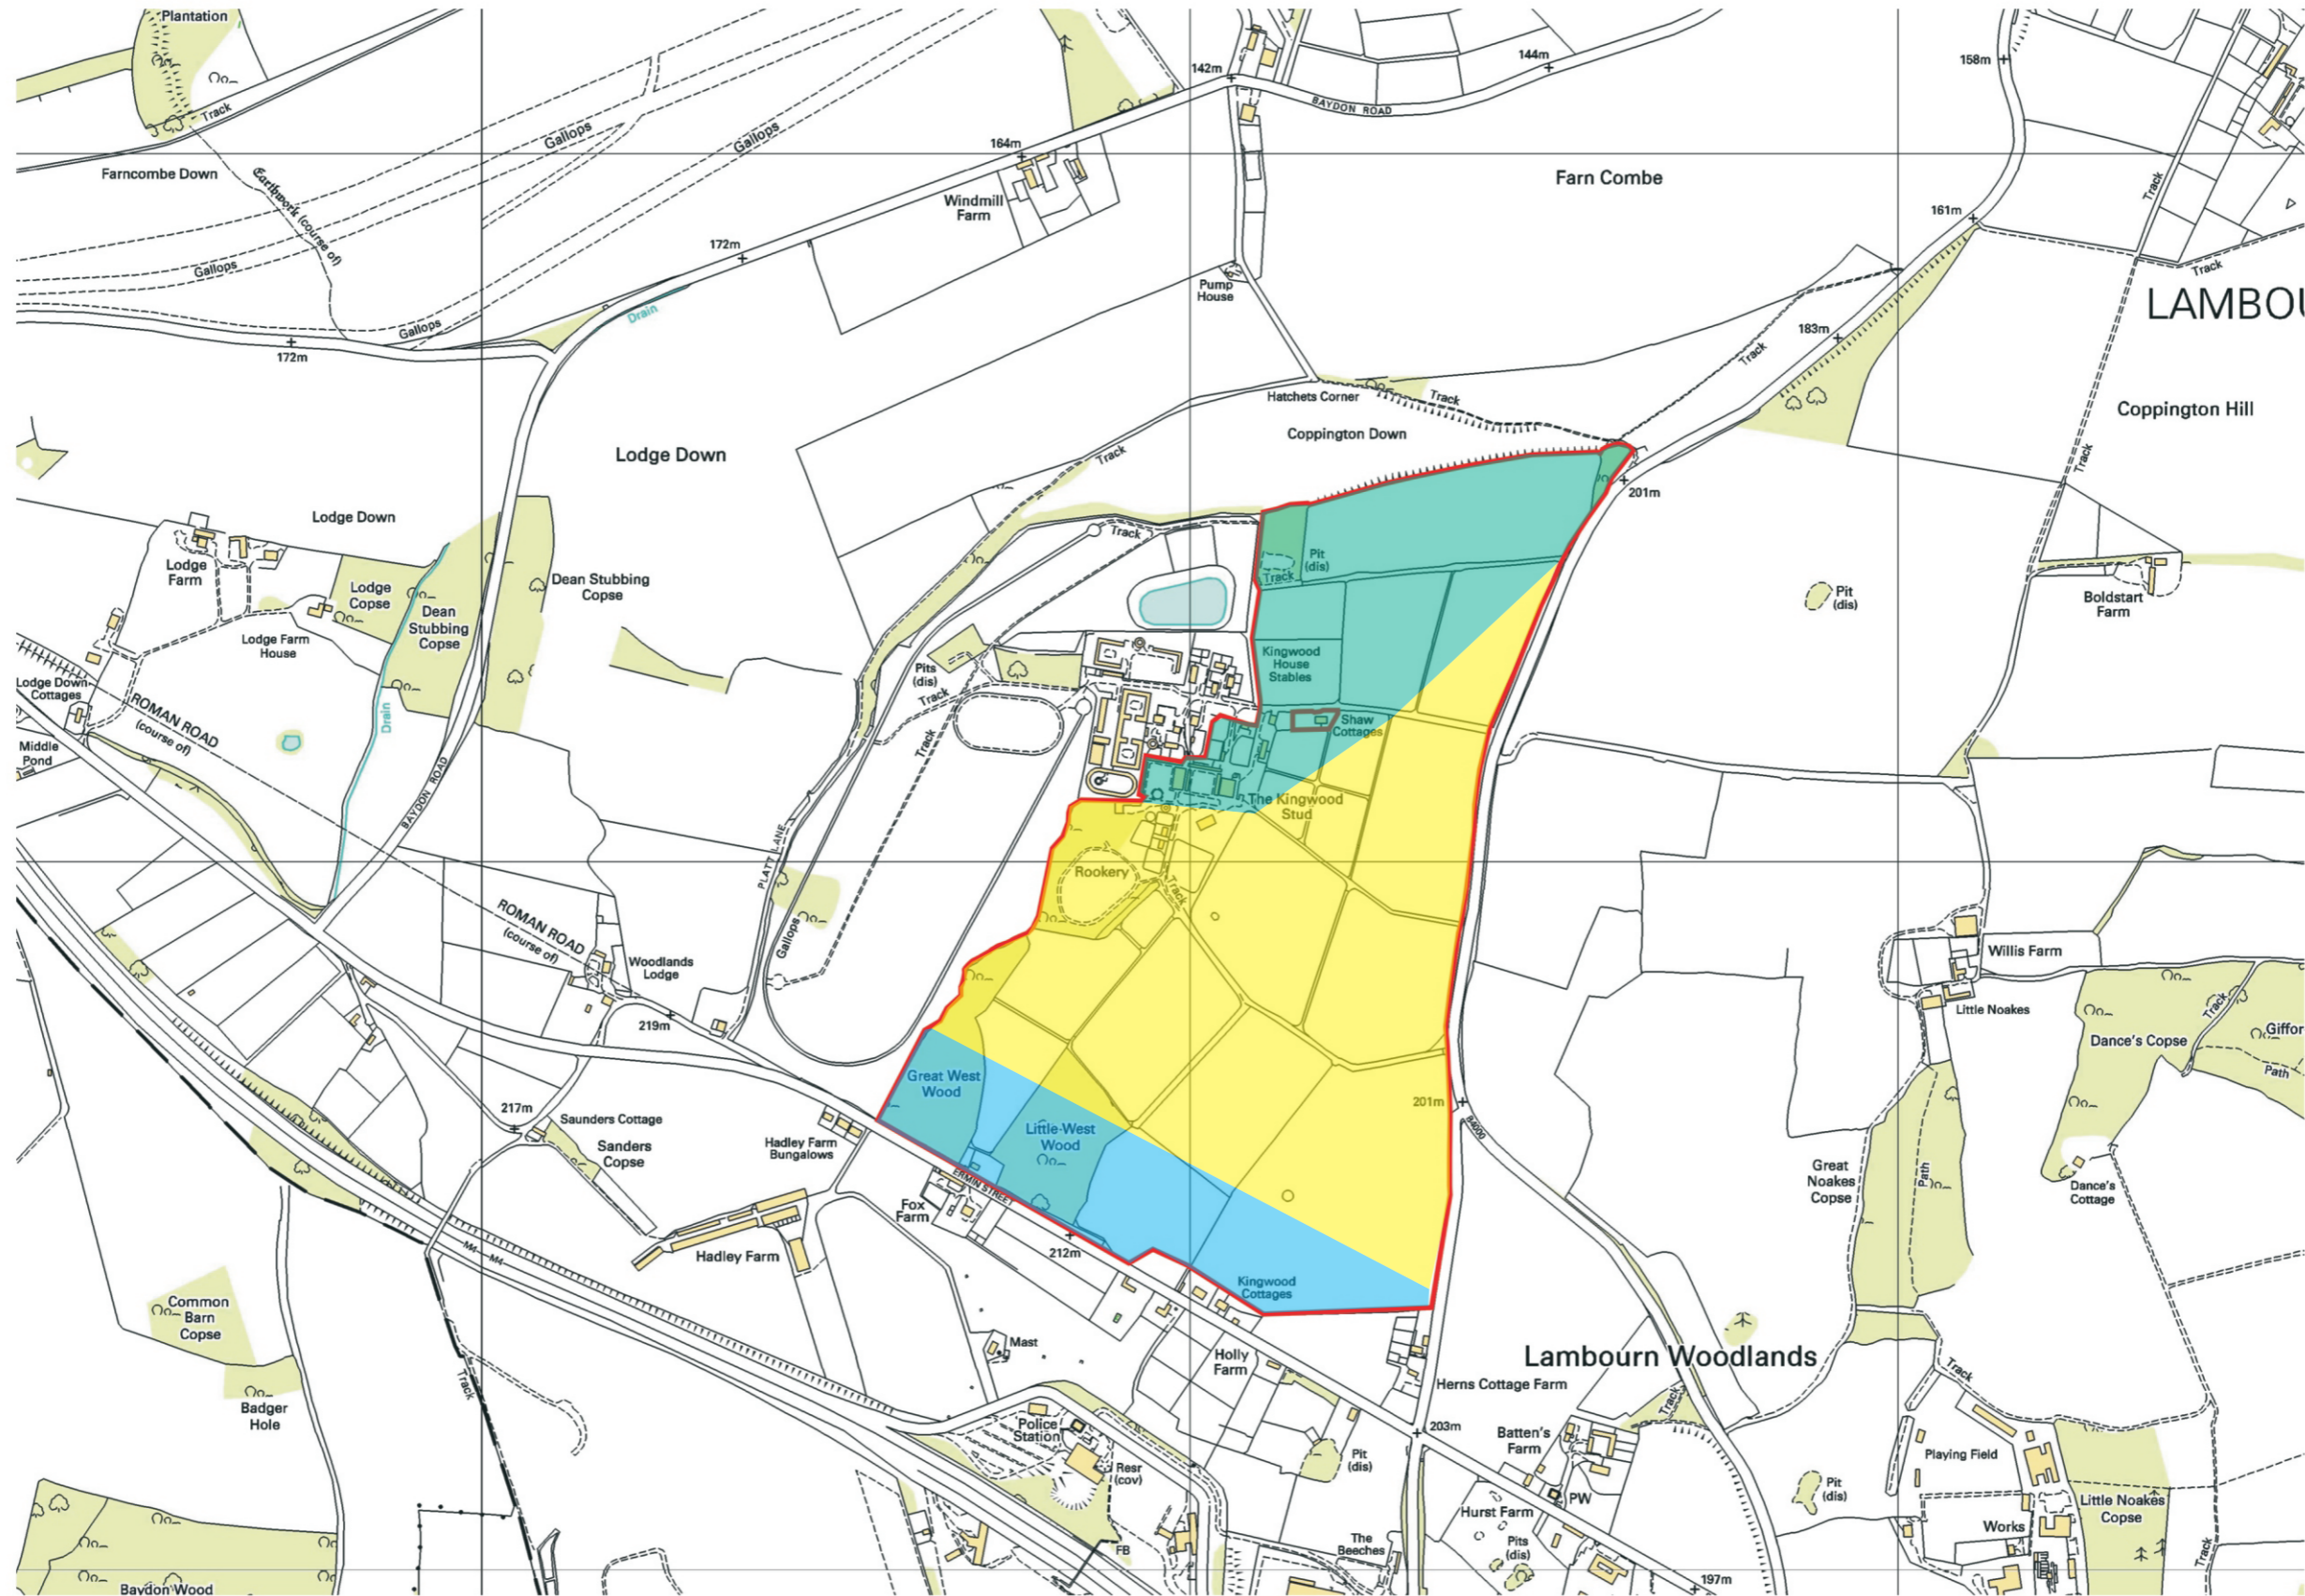 Plantation
Track
142m
144m
158m
BAYDON ROAD
Gallops
Gallops
164m
Farncombe Down
Earthwork (course of)
Farn Combe
Track
Windmill
Farm
161m
172m
Gallops
Track
Pump
House
LAMBOU
Drain
Gallops
172m
183m
Track
Hatchets Corner
Track
Coppington Hill
Coppington Down
Lodge Down
Track
Track
201m
Lodge Down
Track
Lodge
Farm
Lodge
Copse
Dean Stubbing
Copse
Dean
Stubbing
Copse
Pit
(dis)
Track
Pit
(dis)
Boldstart
Farm
Lodge Farm
House
Kingwood
House
Stables
Pits
(dis)
Track
Lodge Down
Cottages
ROMAN ROAD
(course of)
Drain
Track
Shaw
Cottages
Middle
Pond
BAYDON ROAD
The Kingwood
Stud
PLATT LANE
Rookery
Track
ROMAN ROAD
(course of)
Gallops
Willis Farm
Woodlands
Lodge
Track
Little Noakes
219m
Dance's Copse
Giffor
Path
Great West
Wood
201m
217m
Saunders Cottage
B4000
Little West
Wood
Sanders
Copse
Hadley Farm
Bungalows
Great
Noakes
Copse
Path
ERMIN STREET
Dance's
Cottage
Fox
Farm
212m
M4
M4
Hadley Farm
Kingwood
Cottages
Common
Barn
Copse
Mast
Holly
Farm
Lambourn Woodlands
Track
Track
Herns Cottage Farm
Track
Badger
Hole
Police
Station
203m
Batten's
Farm
Pit
(dis)
Playing Field
Resr
(cov)
Pit
(dis)
PW
Hurst Farm
Little Noakes
Copse
Works
The
Beeches
Pits
(dis)
FB
Track
197m
Baydon Wood